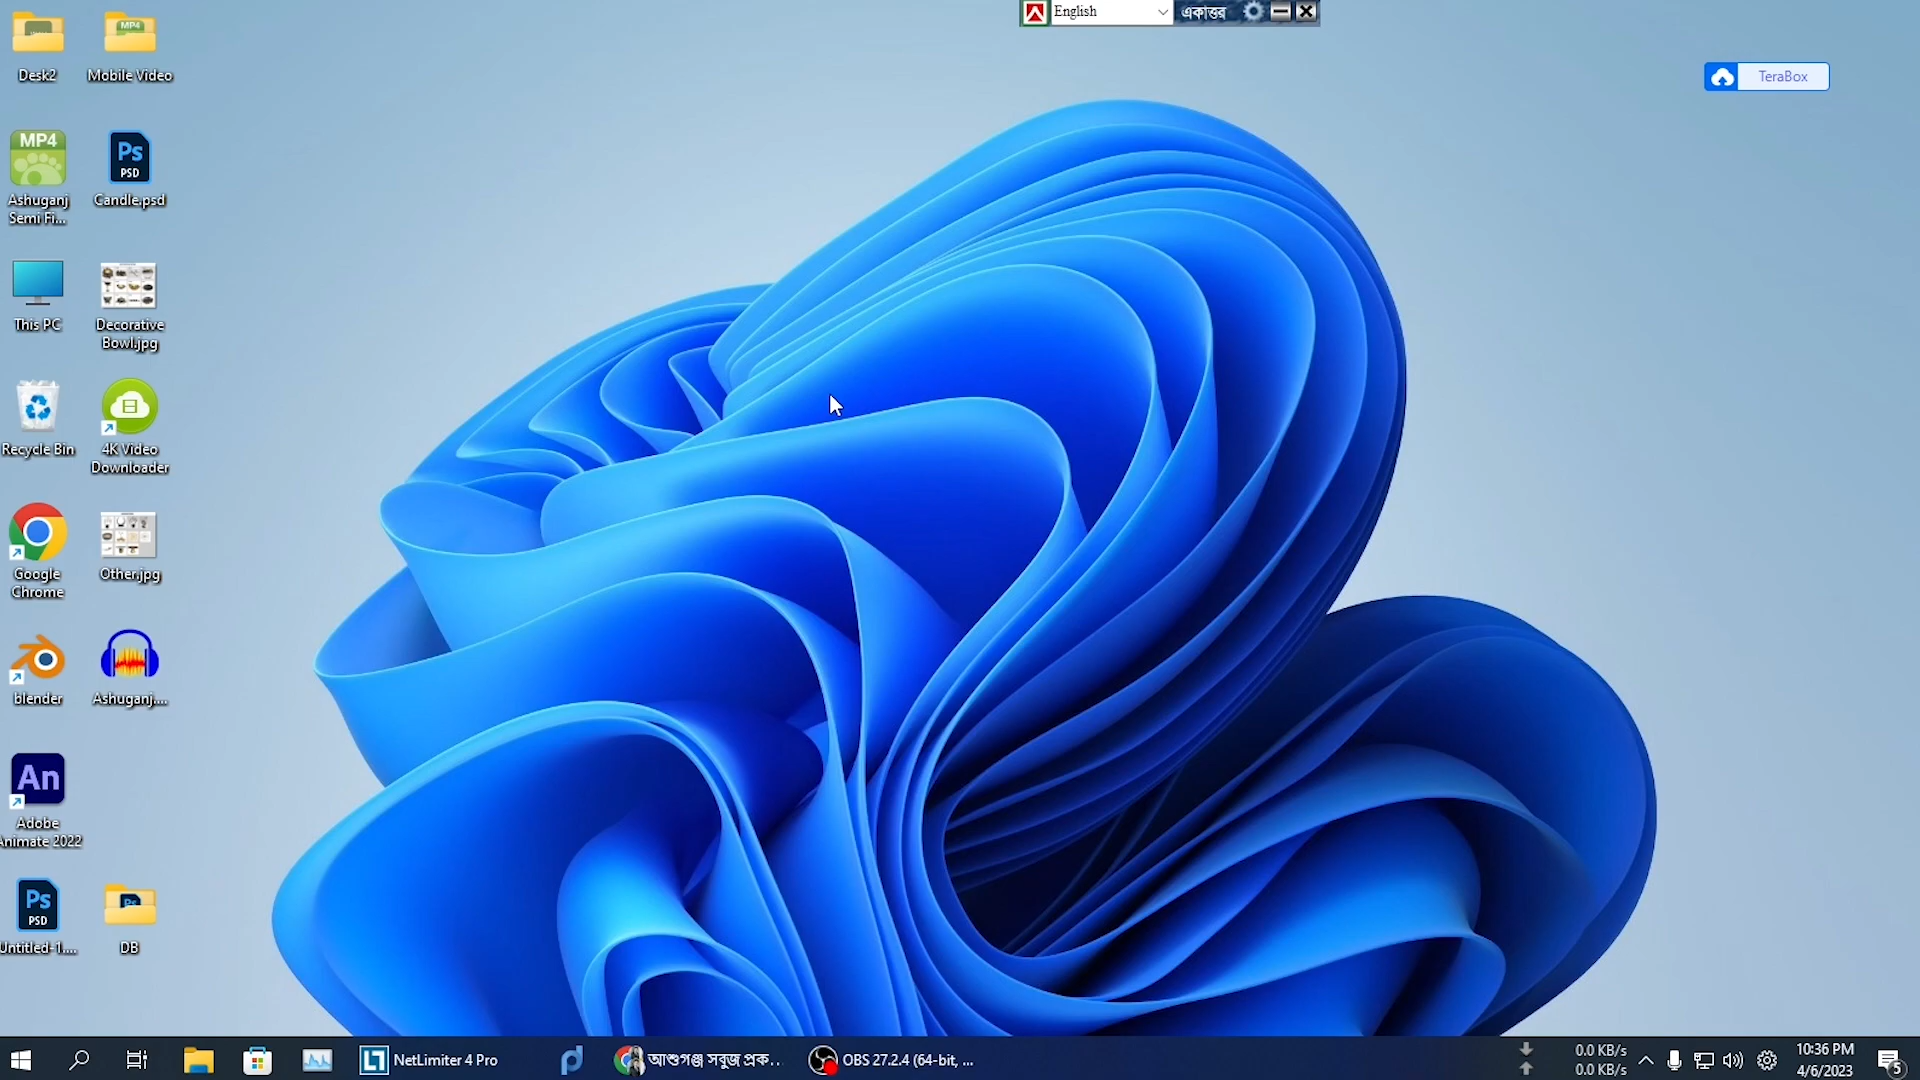 English
একাত্তর
TeraBox
Desk2
Mobile Video
MP4
MP4
Ashuganj
Semi Fi...
Ps
PSD
Candle.psd
This PC
Decorative
Bowl.jpg
Recycle Bin
4K Video
Downloader
Google
Chrome
Other.jpg
blender
Ashuganj....
An
Adobe
Animate 2022
Ps
PSD
Untitled-1....
Ps
DB
NetLimiter 4 Pro
আশুগঞ্জ সবুজ প্রক...
OBS 27.2.4 (64-bit, ...
0.0 KB/s
0.0 KB/s
10:36 PM
4/6/2023
5